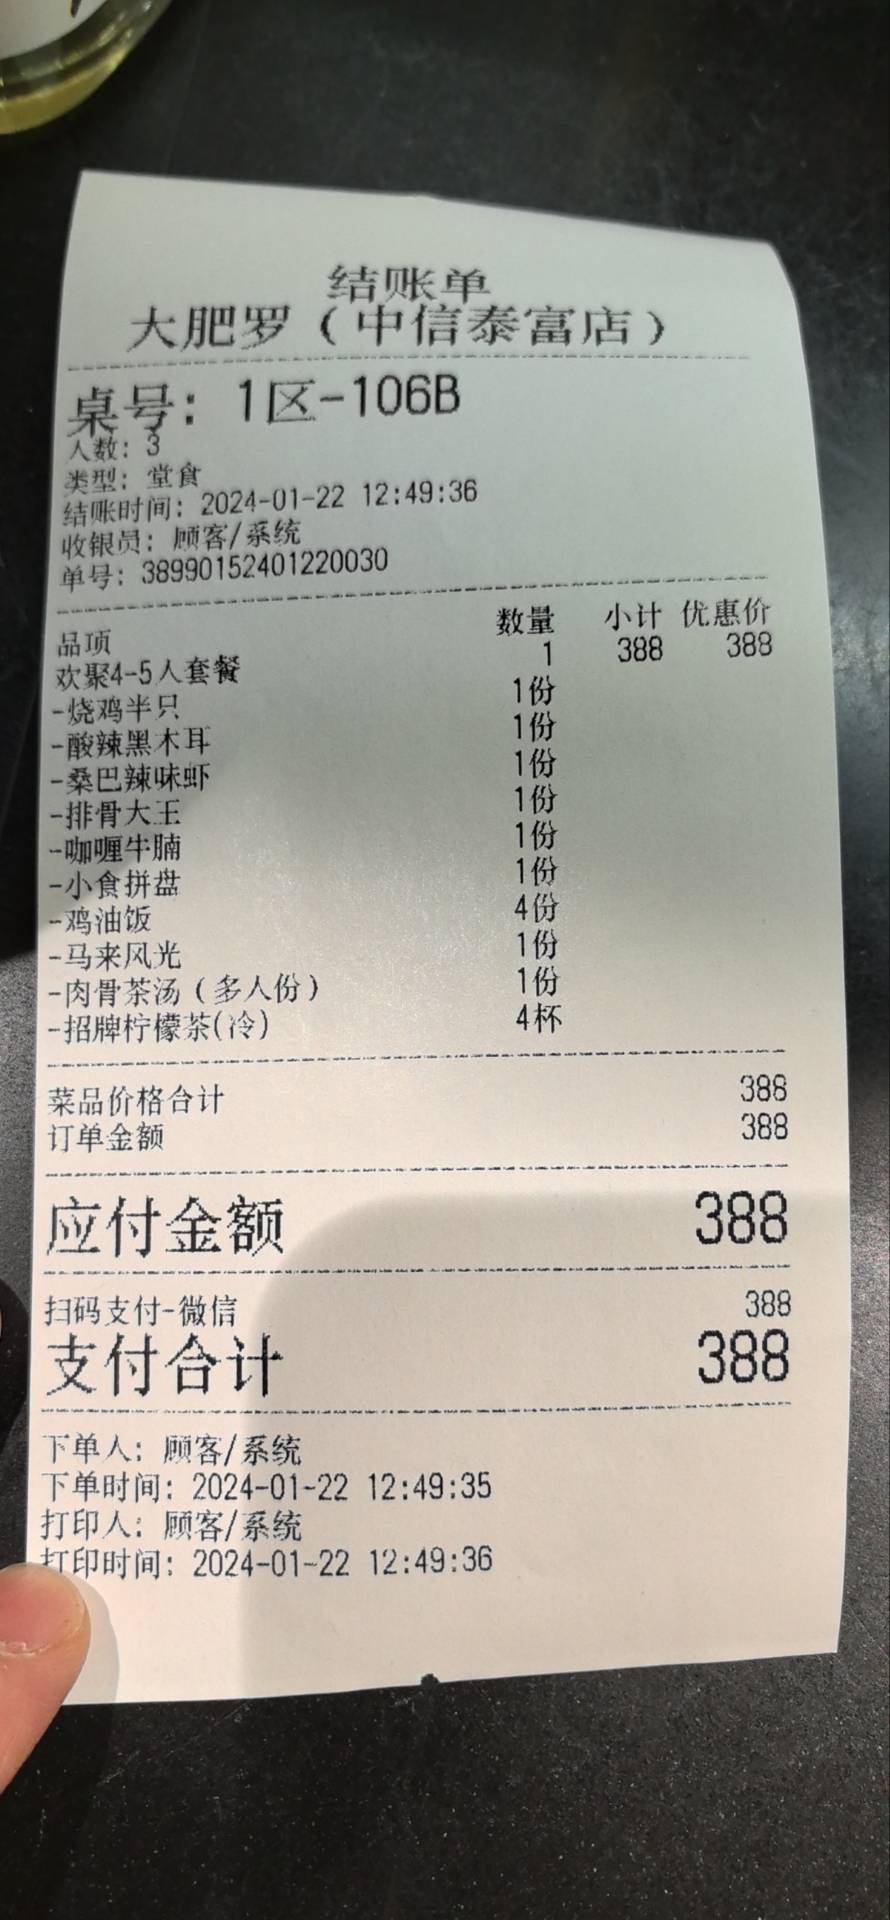 结账单
大肥罗（中信泰富店）
桌号：1区-106B
人数：3
类型：堂食
结账时间：2024-01-22 12:49:36
收银员：顾客/系统
单号：38990152401220030
品项 数量 小计 优惠价
欢聚4-5人套餐 1 388 388
-烧鸡半只 1份
-酸辣黑木耳 1份
-桑巴辣味虾 1份
-排骨大王 1份
-咖喱牛腩 1份
-小食拼盘 1份
-鸡油饭 4份
-马来风光 1份
-肉骨茶汤（多人份） 1份
-招牌柠檬茶(冷) 4杯
菜品价格合计 388
订单金额 388
应付金额 388
扫码支付-微信 388
支付合计 388
下单人：顾客/系统
下单时间：2024-01-22 12:49:35
打印人：顾客/系统
打印时间：2024-01-22 12:49:36